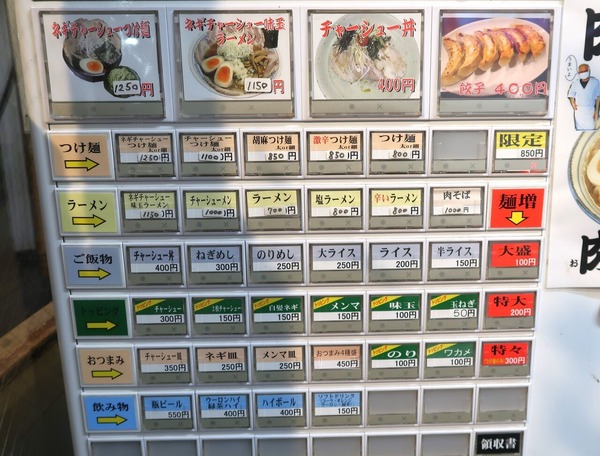 ネギチャーシューつけ麺
1250円
ネギチャーシュー味玉
ラーメン
1150円
チャーシュー丼
400円
餃子 400円
つけ麺
ネギチャーシュー
つけ麺
1250円
チャーシュー
つけ麺
1100円
胡麻つけ麺
850円
激辛つけ麺
850円
つけ麺
800円
限定
850円
ラーメン
ネギチャーシュー
味玉ラーメン
1150円
チャーシューメン
1000円
ラーメン
700円
塩ラーメン
800円
辛いラーメン
800円
肉そば
1000円
麺増
ご飯物
チャーシュー丼
400円
ねぎめし
300円
のりめし
250円
大ライス
250円
ライス
200円
半ライス
150円
大盛
100円
トッピング
チャーシュー
300円
150円
白髪ネギ
150円
メンマ
150円
味玉
100円
玉ねぎ
50円
特大
200円
おつまみ
チャーシュー皿
350円
ネギ皿
250円
メンマ皿
250円
おつまみ4種盛
450円
のり
100円
ワカメ
100円
特々
300円
飲み物
瓶ビール
550円
ウーロンハイ
緑茶ハイ
400円
ハイボール
400円
ソフトドリンク
150円
領収書
肉
お